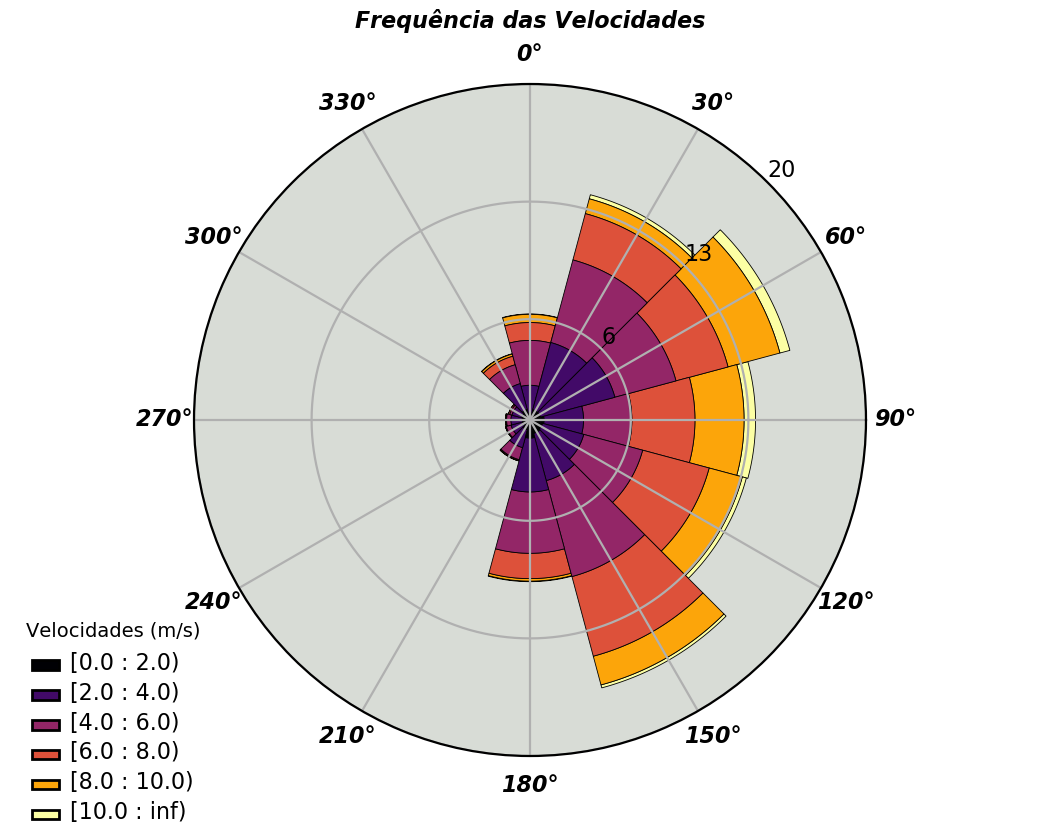 Frequência das Velocidades
0°
330°
30°
20
300°
60°
13
6
270°
90°
240°
120°
210°
150°
180°
Velocidades (m/s)
[0.0 : 2.0)
[2.0 : 4.0)
[4.0 : 6.0)
[6.0 : 8.0)
[8.0 : 10.0)
[10.0 : inf)